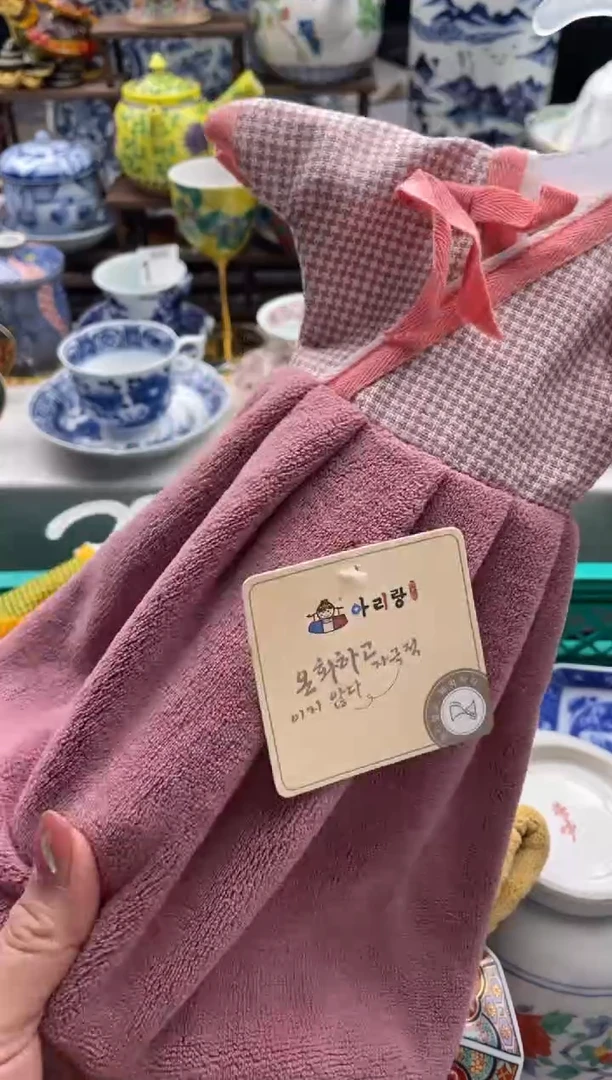 아리랑
온화하고 자극적
이지 않다